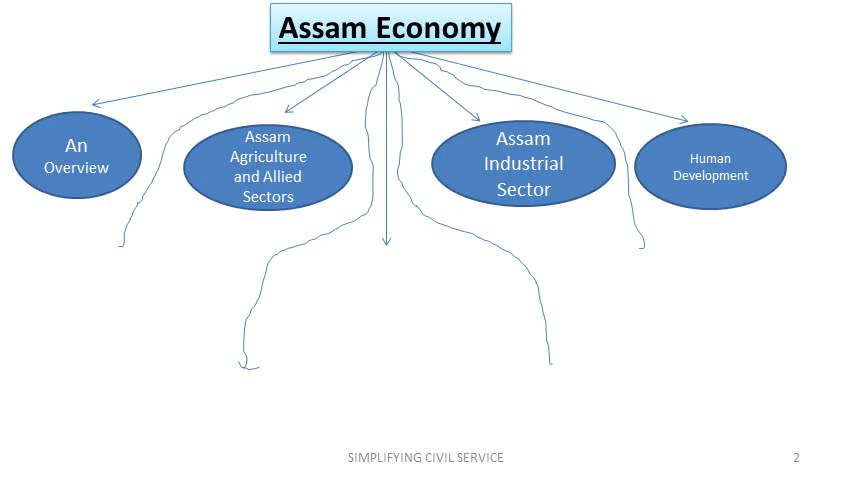 Assam Economy
An
Overview
Assam
Agriculture
and Allied
Sectors
Assam
Industrial
Sector
Human
Development
SIMPLIFYING CIVIL SERVICE
2